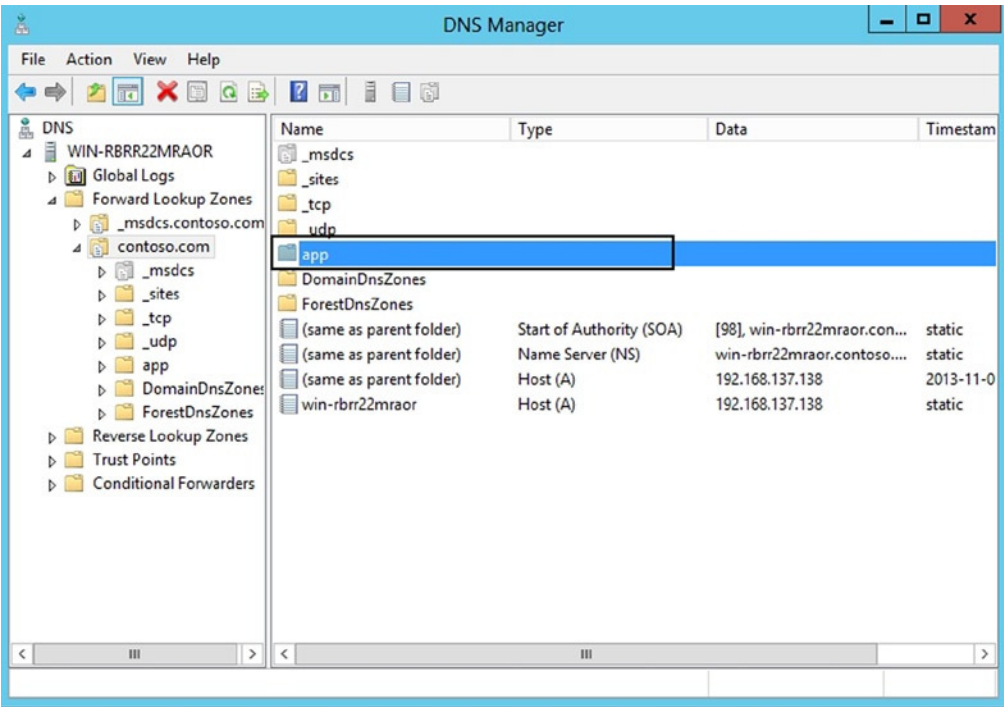 DNS Manager
File Action View Help
DNS
WIN-RBRR22MRAOR
Global Logs
Forward Lookup Zones
_msdcs.contoso.com
contoso.com
_msdcs
_sites
_tcp
_udp
app
DomainDnsZones
ForestDnsZones
Reverse Lookup Zones
Trust Points
Conditional Forwarders
Name Type Data Timestam
_msdcs
_sites
_tcp
_udp
app
DomainDnsZones
ForestDnsZones
(same as parent folder) Start of Authority (SOA) [98], win-rbrr22mraor.con... static
(same as parent folder) Name Server (NS) win-rbrr22mraor.contoso.... static
(same as parent folder) Host (A) 192.168.137.138 2013-11-0
win-rbrr22mraor Host (A) 192.168.137.138 static